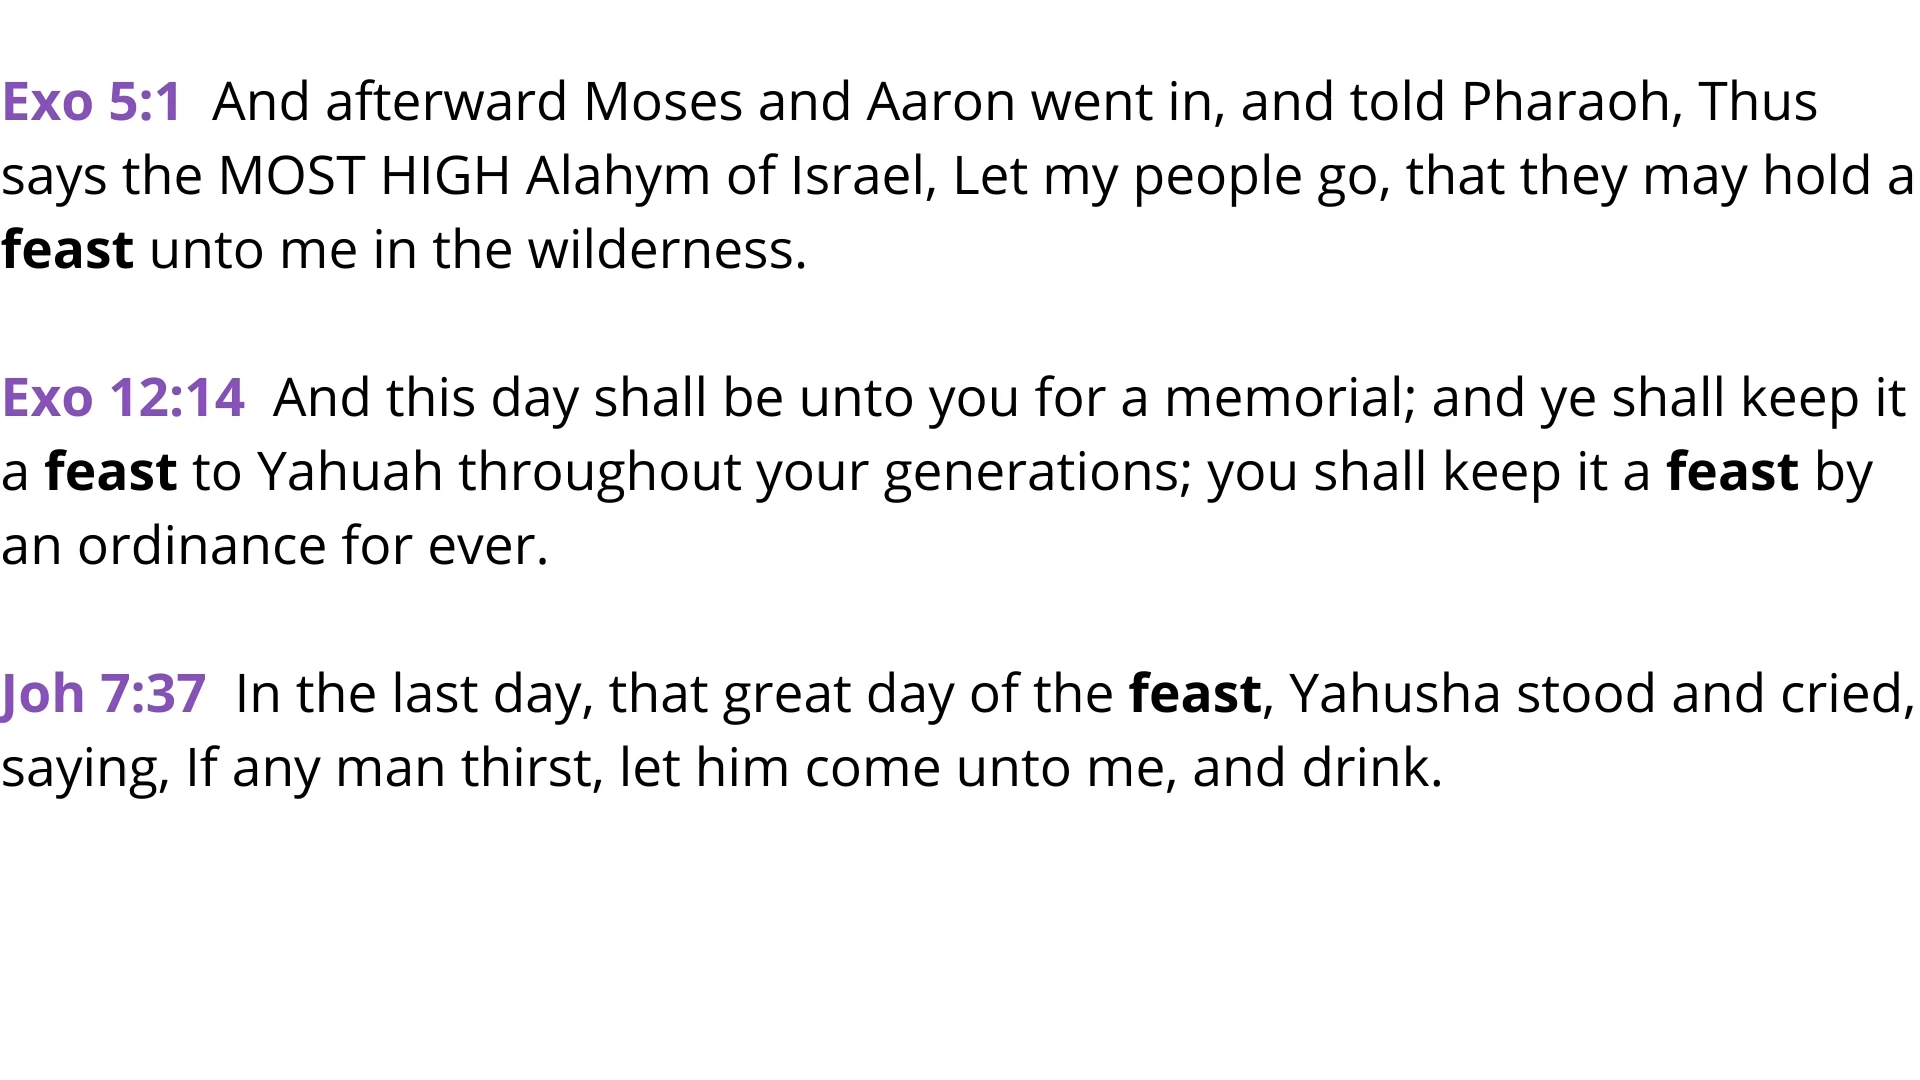 Exo 5:1 And afterward Moses and Aaron went in, and told Pharaoh, Thus
says the MOST HIGH Alahym of Israel, Let my people go, that they may hold a
feast unto me in the wilderness.
Exo 12:14 And this day shall be unto you for a memorial; and ye shall keep it
a feast to Yahuah throughout your generations; you shall keep it a feast by
an ordinance for ever.
Joh 7:37 In the last day, that great day of the feast, Yahusha stood and cried,
saying, If any man thirst, let him come unto me, and drink.